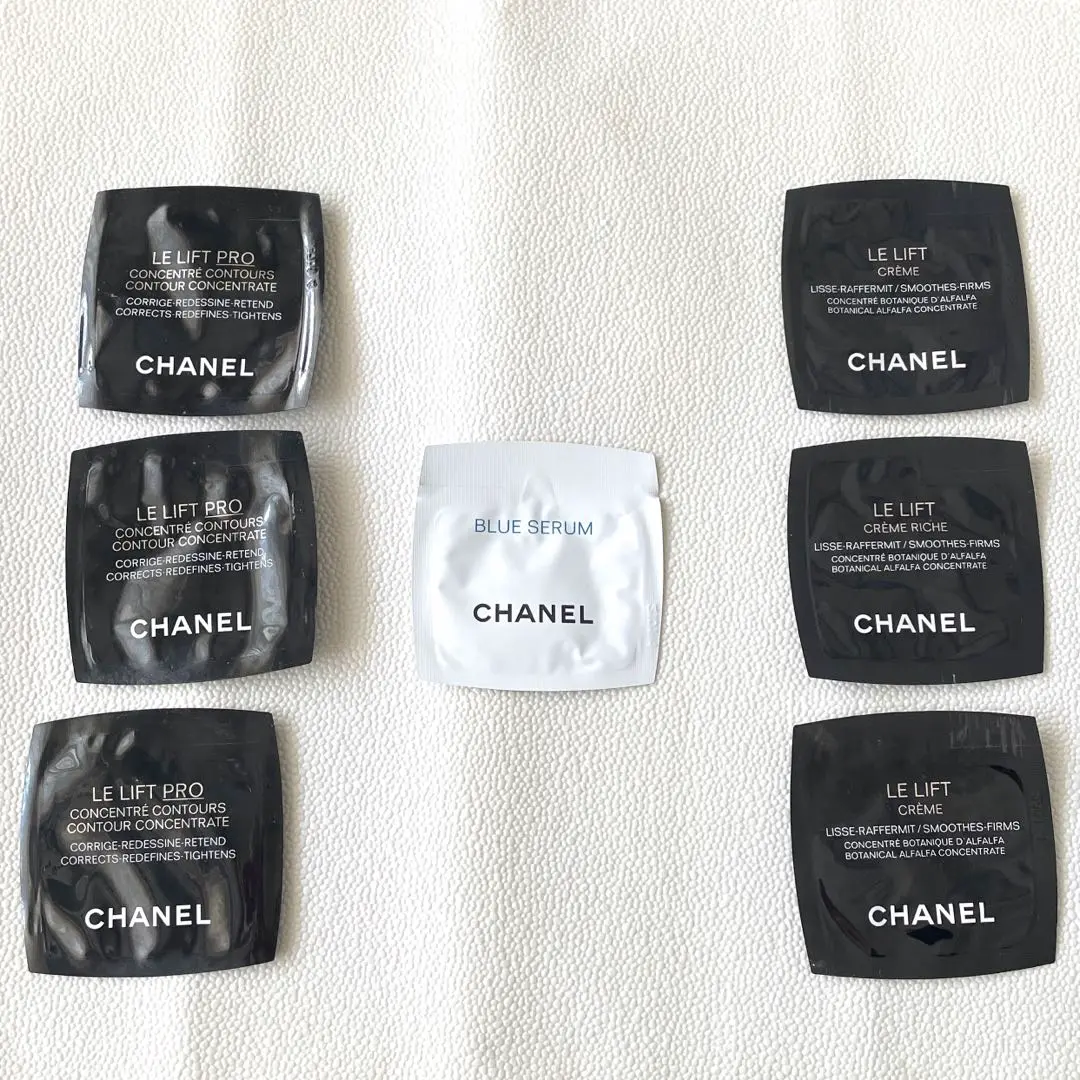 LE LIFT PRO
CONCENTRÉ CONTOURS
CONTOUR CONCENTRATE
CORRIGE·REDESSINE·RETEND
CORRECTS·REDEFINES·TIGHTENS
CHANEL
LE LIFT PRO
CONCENTRÉ CONTOURS
CONTOUR CONCENTRATE
CORRIGE·REDESSINE·RETEND
CORRECTS·REDEFINES·TIGHTENS
CHANEL
LE LIFT PRO
CONCENTRÉ CONTOURS
CONTOUR CONCENTRATE
CORRIGE·REDESSINE·RETEND
CORRECTS·REDEFINES·TIGHTENS
CHANEL
BLUE SERUM
CHANEL
LE LIFT
CRÈME
LISSE-RAFFERMIT / SMOOTHES-FIRMS
CONCENTRÉ BOTANIQUE D'ALFALFA
BOTANICAL ALFALFA CONCENTRATE
CHANEL
LE LIFT
CRÈME RICHE
LISSE-RAFFERMIT / SMOOTHES-FIRMS
CONCENTRÉ BOTANIQUE D'ALFALFA
BOTANICAL ALFALFA CONCENTRATE
CHANEL
LE LIFT
CRÈME
LISSE-RAFFERMIT / SMOOTHES-FIRMS
CONCENTRÉ BOTANIQUE D'ALFALFA
BOTANICAL ALFALFA CONCENTRATE
CHANEL